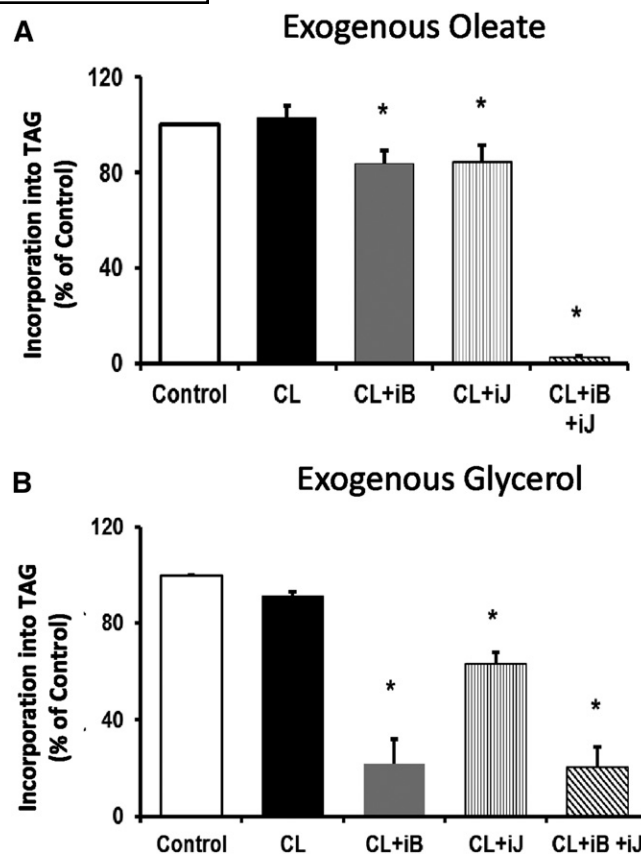 A
Exogenous Oleate
Incorporation into TAG
(% of Control)
120
80
40
0
*
*
*
Control
CL
CL+iB
CL+iJ
CL+iB
+iJ
B
Exogenous Glycerol
Incorporation into TAG
(% of Control)
120
80
40
0
*
*
*
Control
CL
CL+iB
CL+iJ
CL+iB +iJ